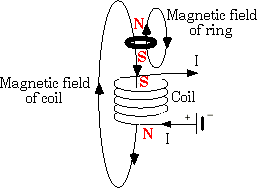 N
Magnetic field
of ring
S
I
S
Magnetic field
of coil
Coil
+ -
N
I